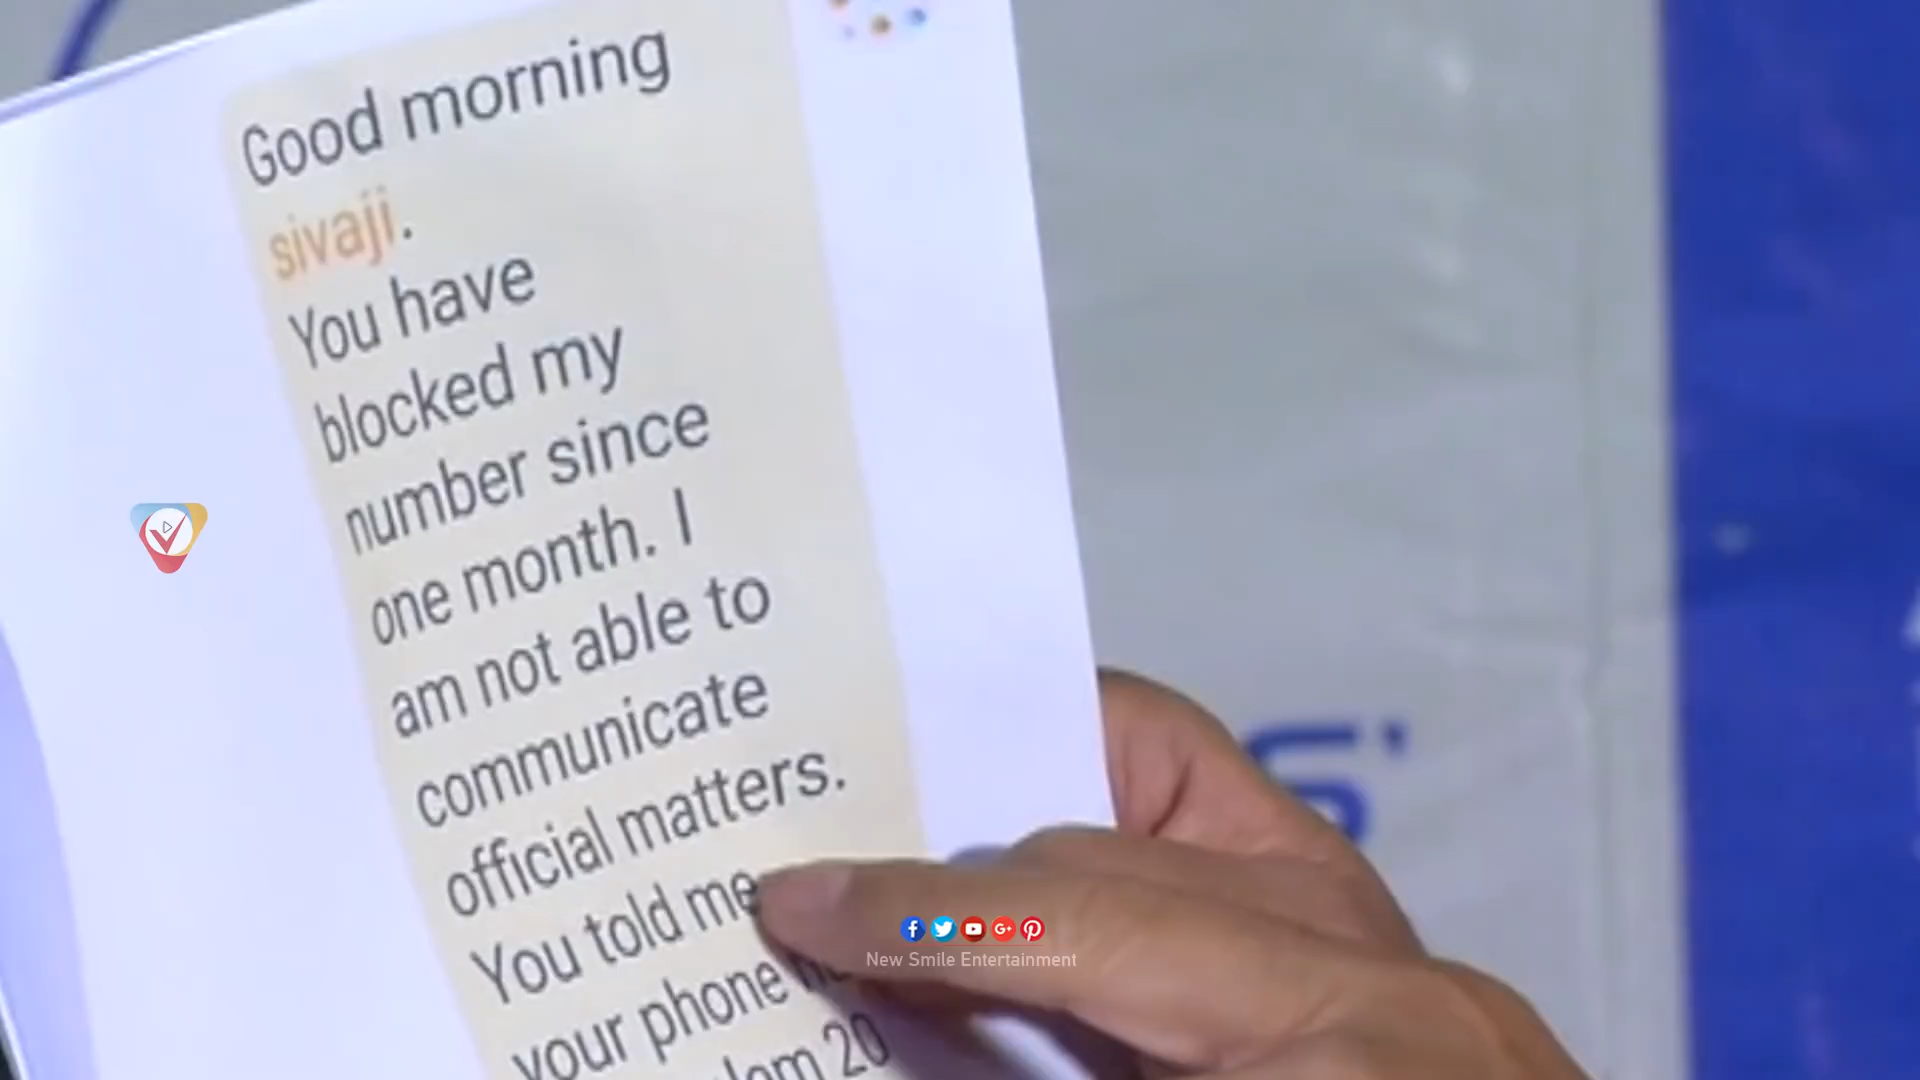 Good morning
sivaji.
You have
blocked my
number since
one month. I
am not able to
communicate
official matters.
You told me
your phone
20
New Smile Entertainment